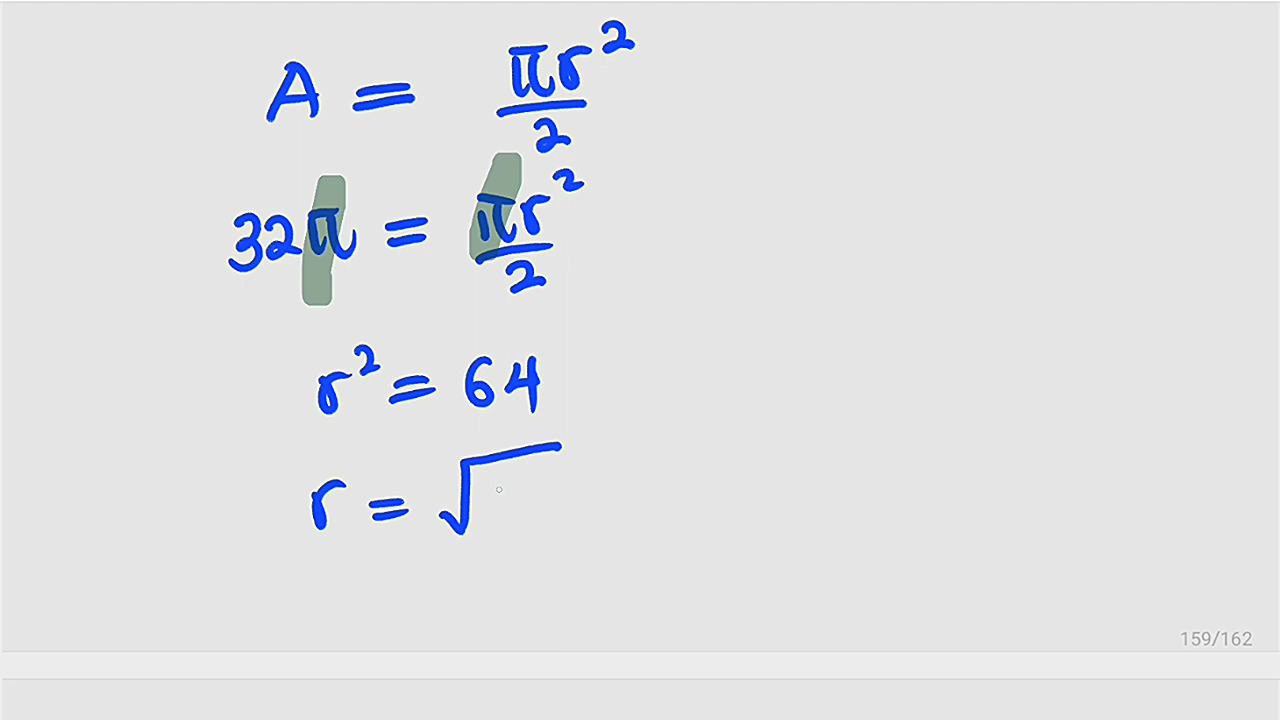 A = πr²/2
32π = πr²/2
r² = 64
r = √
159/162